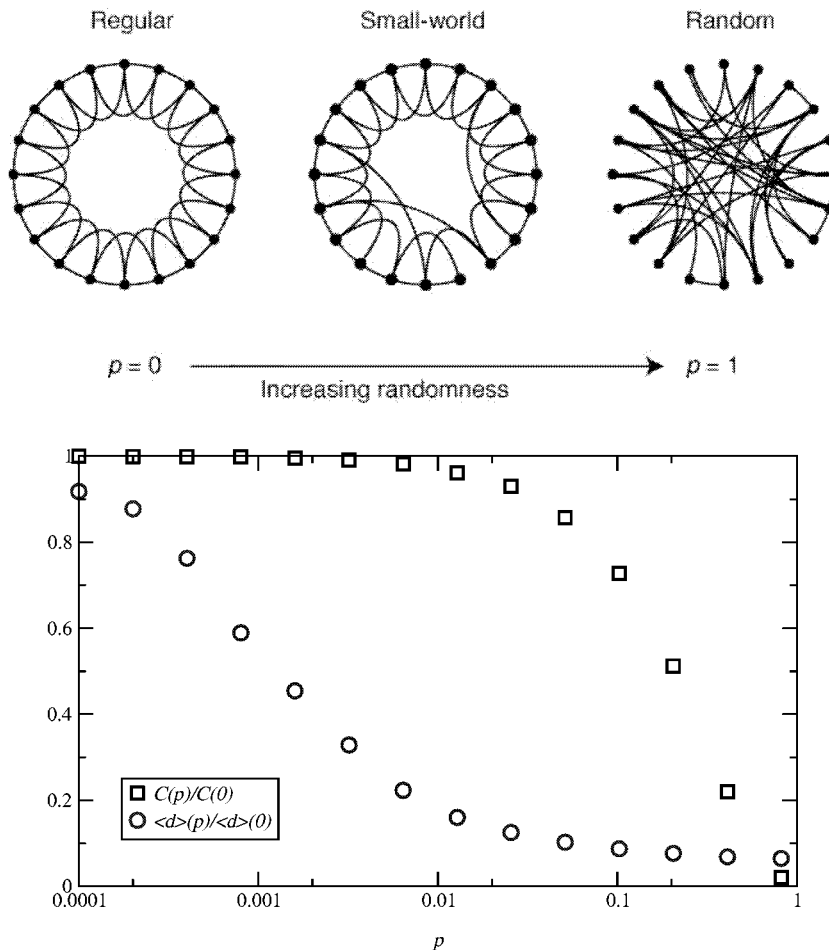 Regular Small-world Random
p = 0 p = 1
Increasing randomness
1
0.8
0.6
0.4
C(p)/C(0)
0.2
<d>(p)/<d>(0)
0
0.0001 0.001 0.01 0.1 1
p